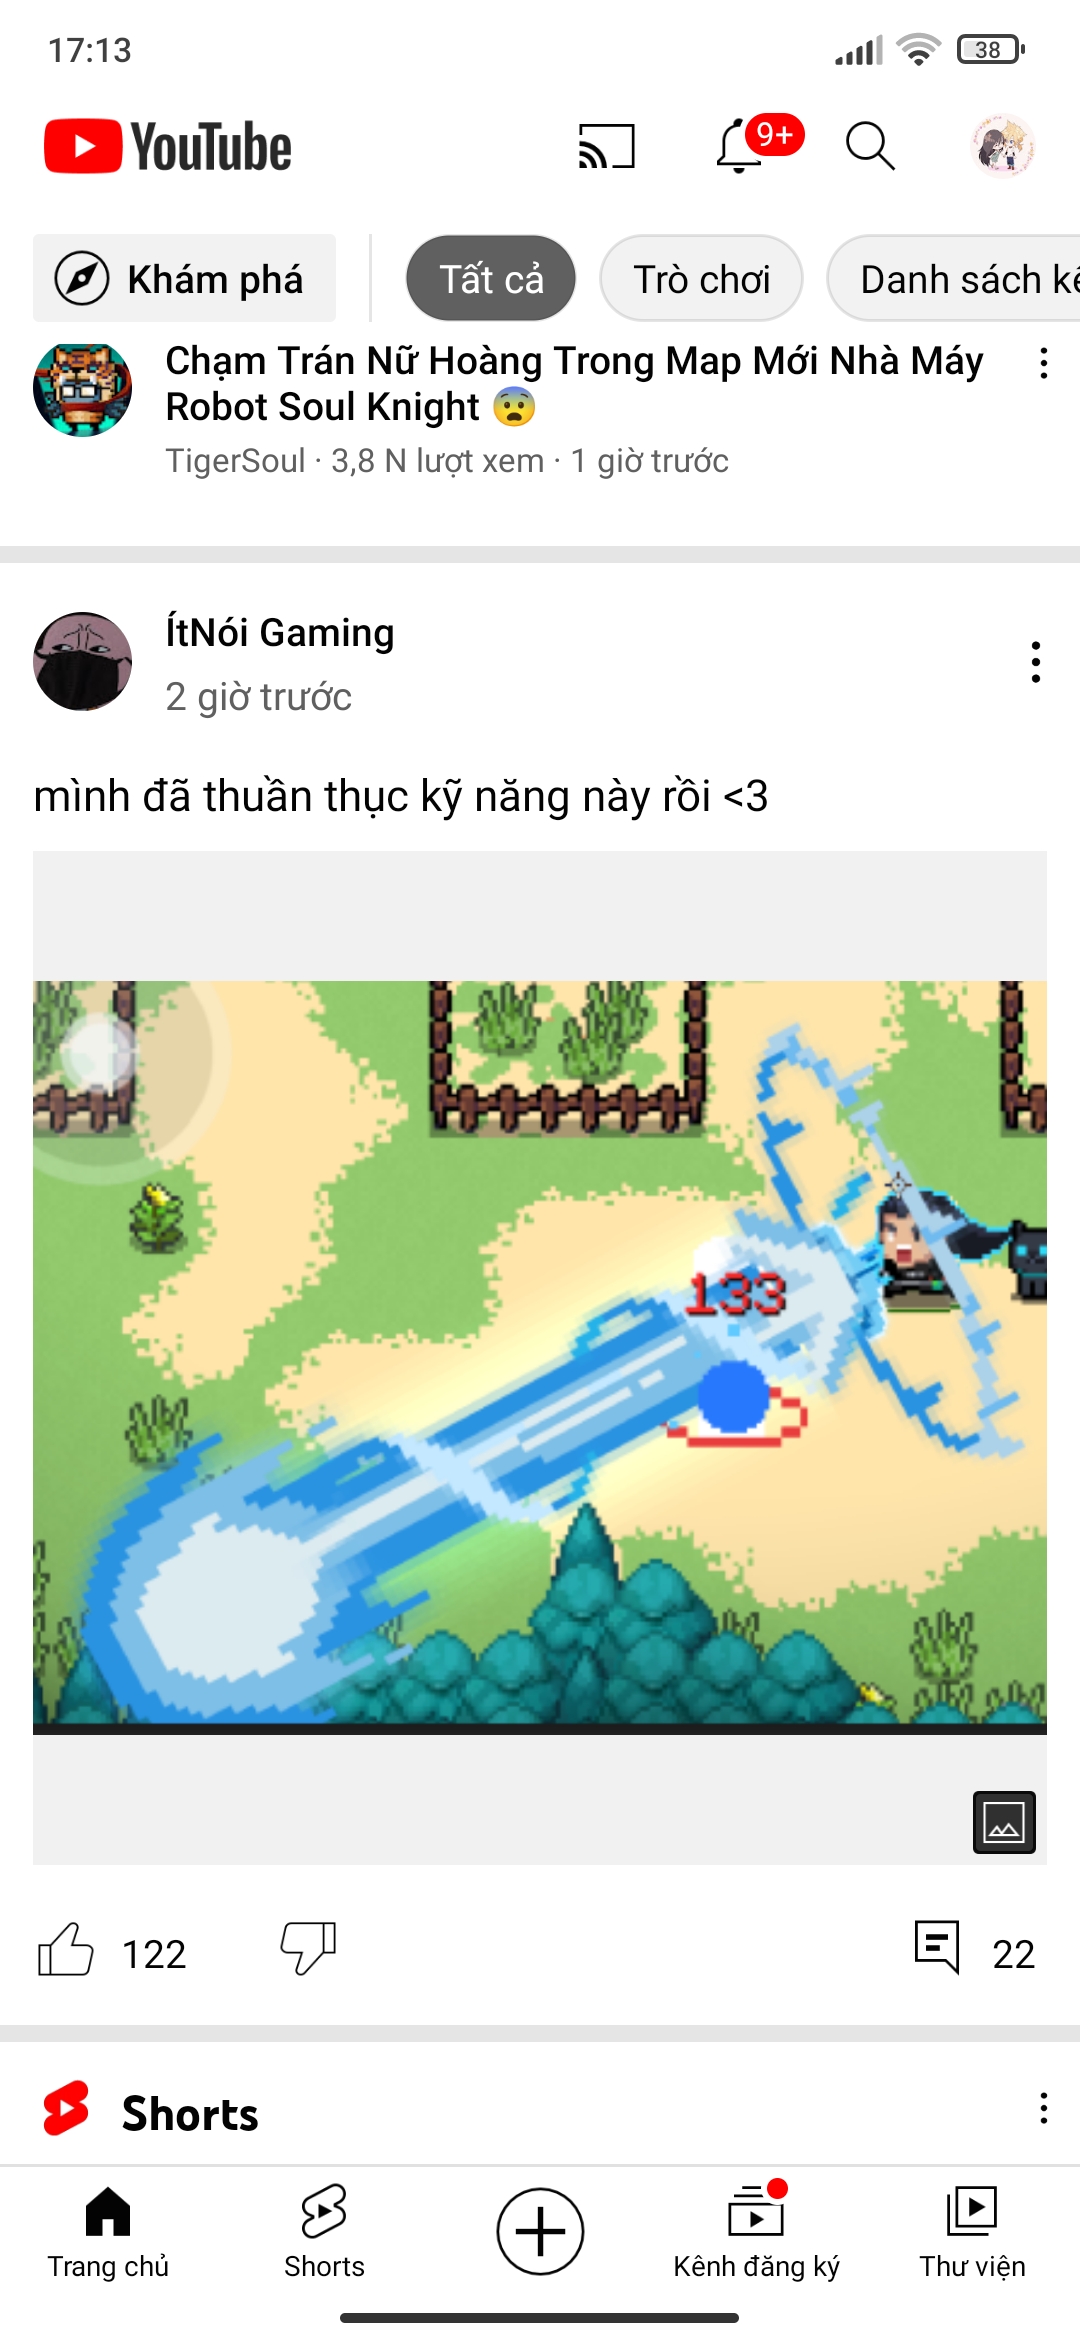 17:13
38
YouTube
9+
Khám phá
Tất cả
Trò chơi
Danh sách kế
Chạm Trán Nữ Hoàng Trong Map Mới Nhà Máy
Robot Soul Knight 😨
TigerSoul · 3,8 N lượt xem · 1 giờ trước
ÍtNói Gaming
2 giờ trước
mình đã thuần thục kỹ năng này rồi <3
133
122
22
Shorts
Trang chủ
Shorts
Kênh đăng ký
Thư viện